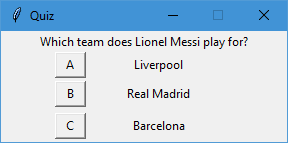 Quiz
Which team does Lionel Messi play for?
A Liverpool
B Real Madrid
C Barcelona